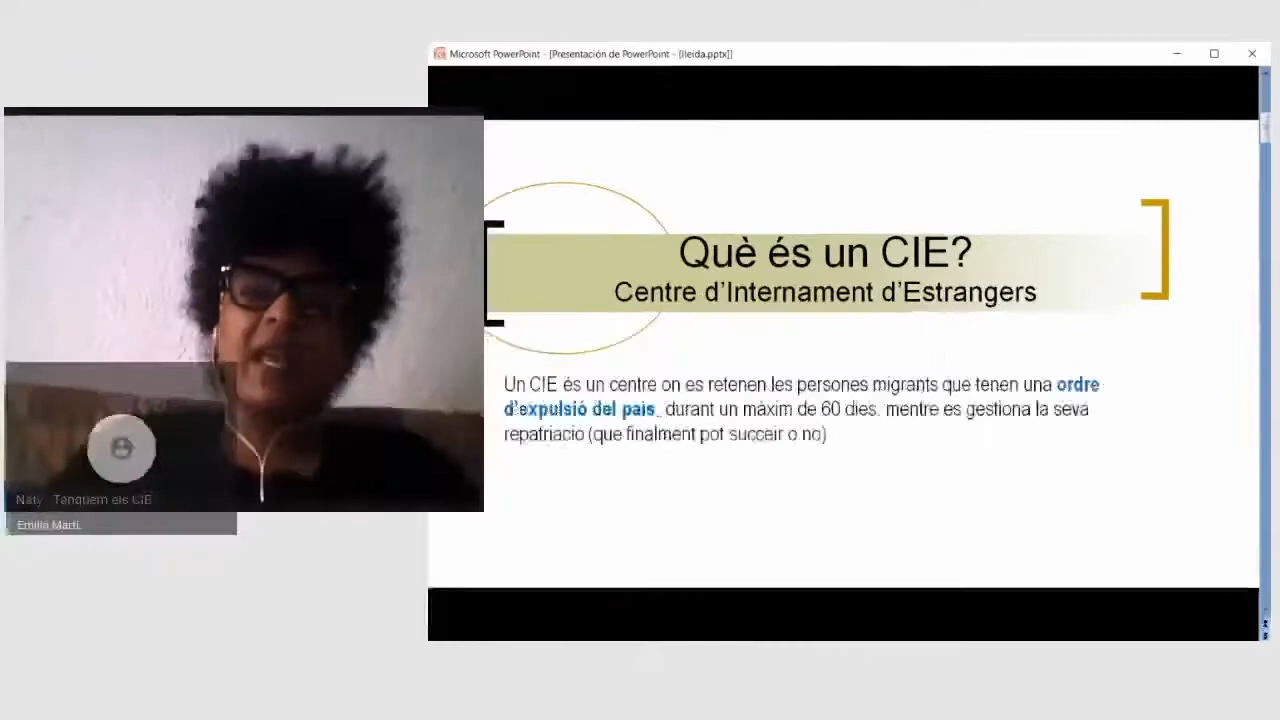 Microsoft PowerPoint - [Presentación de PowerPoint - [lleida.pptx]]
Què és un CIE?
Centre d'Internament d'Estrangers
Un CIE és un centre on es retenen les persones migrants que tenen una ordre
d'expulsió del pais, durant un màxim de 60 dies, mentre es gestiona la seva
repatriacio (que finalment pot succeir o no)
Naty Tanquem els CIE
Emilia Martí